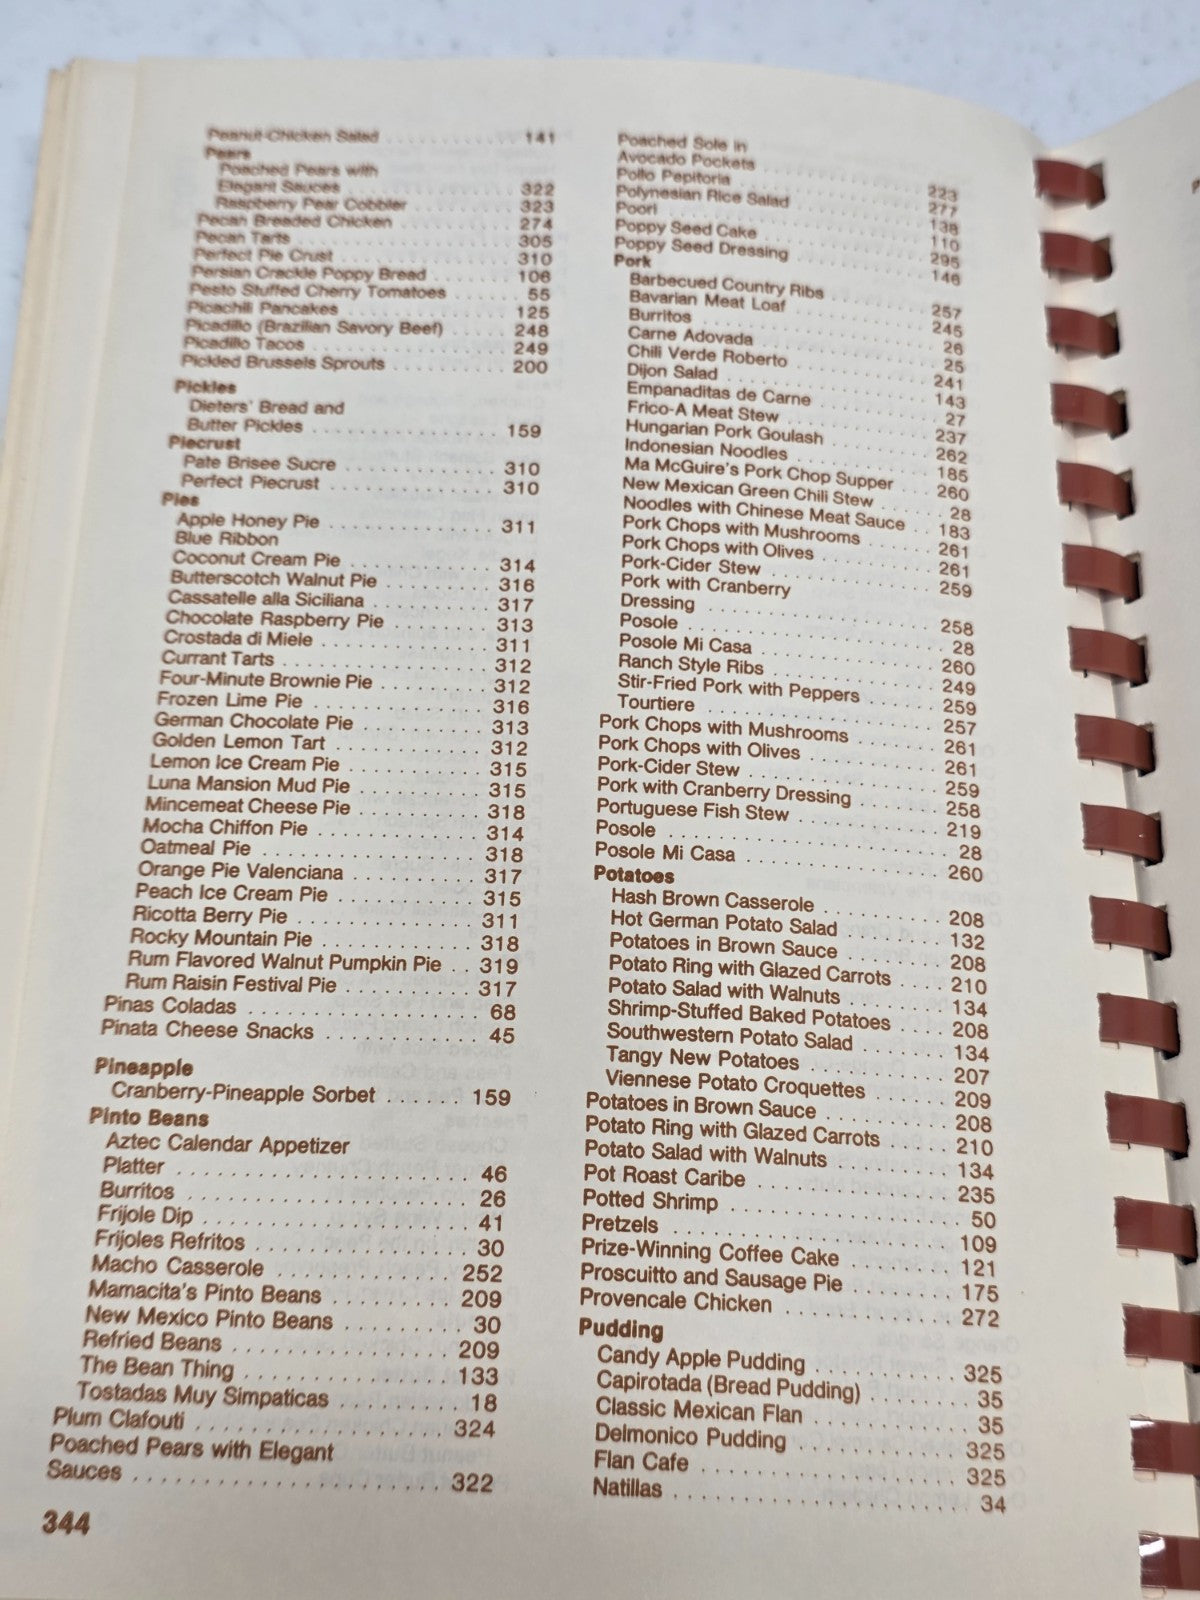 Peanut-Chicken Salad . . . . . . . . . . . 141
Pears
Poached Pears with
Elegant Sauces . . . . . . . . . . . . . . 322
Raspberry Pear Cobbler . . . . . . . 323
Pecan Breaded Chicken . . . . . . . . 274
Pecan Tarts . . . . . . . . . . . . . . . . . 305
Perfect Pie Crust . . . . . . . . . . . . . 310
Persian Crackle Poppy Bread . . . . . . 106
Pesto Stuffed Cherry Tomatoes . . . . . . 55
Picachili Pancakes . . . . . . . . . . . . 125
Picadillo (Brazilian Savory Beef) . . . . . 248
Picadillo Tacos . . . . . . . . . . . . . . 249
Pickled Brussels Sprouts . . . . . . . . . . 200
Pickles
Dieters' Bread and
Butter Pickles . . . . . . . . . . . . . . . 159
Piecrust
Pate Brisee Sucre . . . . . . . . . . . . 310
Perfect Piecrust . . . . . . . . . . . . . . 310
Pies
Apple Honey Pie . . . . . . . . . . . . . 311
Blue Ribbon
Coconut Cream Pie . . . . . . . . . . . 314
Butterscotch Walnut Pie . . . . . . . . 316
Cassatelle alla Siciliana . . . . . . . . . 317
Chocolate Raspberry Pie . . . . . . . . 313
Crostada di Miele . . . . . . . . . . . . . 311
Currant Tarts . . . . . . . . . . . . . . . . 312
Four-Minute Brownie Pie . . . . . . . . 312
Frozen Lime Pie . . . . . . . . . . . . . . 316
German Chocolate Pie . . . . . . . . . . 313
Golden Lemon Tart . . . . . . . . . . . . 312
Lemon Ice Cream Pie . . . . . . . . . . 315
Luna Mansion Mud Pie . . . . . . . . . . 315
Mincemeat Cheese Pie . . . . . . . . . . 318
Mocha Chiffon Pie . . . . . . . . . . . . 314
Oatmeal Pie . . . . . . . . . . . . . . . . . 318
Orange Pie Valenciana . . . . . . . . . . 317
Peach Ice Cream Pie . . . . . . . . . . . 315
Ricotta Berry Pie . . . . . . . . . . . . . . 311
Rocky Mountain Pie . . . . . . . . . . . . 318
Rum Flavored Walnut Pumpkin Pie . . 319
Rum Raisin Festival Pie . . . . . . . . . . 317
Pinas Coladas . . . . . . . . . . . . . . . . . 68
Pinata Cheese Snacks . . . . . . . . . . . . 45
Pineapple
Cranberry-Pineapple Sorbet . . . . . . 159
Pinto Beans
Aztec Calendar Appetizer
Platter . . . . . . . . . . . . . . . . . . . . 46
Burritos . . . . . . . . . . . . . . . . . . . . 26
Frijole Dip . . . . . . . . . . . . . . . . . . . 41
Frijoles Refritos . . . . . . . . . . . . . . . 30
Macho Casserole . . . . . . . . . . . . 252
Mamacita's Pinto Beans . . . . . . . . . 209
New Mexico Pinto Beans . . . . . . . . . 30
Refried Beans . . . . . . . . . . . . . . . . 209
The Bean Thing . . . . . . . . . . . . . . . 133
Tostadas Muy Simpaticas . . . . . . . . . 18
Plum Clafouti . . . . . . . . . . . . . . . . . 324
Poached Pears with Elegant
Sauces . . . . . . . . . . . . . . . . . . . . . 322
344
Poached Sole in
Avocado Pockets . . . . . . . . . . . . . 223
Pollo Pepitoria . . . . . . . . . . . . . . . . 277
Polynesian Rice Salad . . . . . . . . . . 138
Poori . . . . . . . . . . . . . . . . . . . . . . 110
Poppy Seed Cake . . . . . . . . . . . . . 295
Poppy Seed Dressing . . . . . . . . . . . 146
Pork
Barbecued Country Ribs . . . . . . . . 257
Bavarian Meat Loaf . . . . . . . . . . . . 245
Burritos . . . . . . . . . . . . . . . . . . . . 26
Carne Adovada . . . . . . . . . . . . . . . 25
Chili Verde Roberto . . . . . . . . . . . . 241
Dijon Salad . . . . . . . . . . . . . . . . . 143
Empanaditas de Carne . . . . . . . . . . 27
Frico-A Meat Stew . . . . . . . . . . . . . 237
Hungarian Pork Goulash . . . . . . . . 262
Indonesian Noodles . . . . . . . . . . . . 185
Ma McGuire's Pork Chop Supper . . . 260
New Mexican Green Chili Stew . . . . . 28
Noodles with Chinese Meat Sauce . . 183
Pork Chops with Mushrooms . . . . . . 261
Pork Chops with Olives . . . . . . . . . . 261
Pork-Cider Stew . . . . . . . . . . . . . . 259
Pork with Cranberry
Dressing . . . . . . . . . . . . . . . . . . 258
Posole . . . . . . . . . . . . . . . . . . . . . 28
Posole Mi Casa . . . . . . . . . . . . . . . 260
Ranch Style Ribs . . . . . . . . . . . . . . 249
Stir-Fried Pork with Peppers . . . . . . 259
Tourtiere . . . . . . . . . . . . . . . . . . . 257
Pork Chops with Mushrooms . . . . . . . 261
Pork Chops with Olives . . . . . . . . . . . 261
Pork-Cider Stew . . . . . . . . . . . . . . . 259
Pork with Cranberry Dressing . . . . . . . 258
Portuguese Fish Stew . . . . . . . . . . . . 219
Posole . . . . . . . . . . . . . . . . . . . . . . 28
Posole Mi Casa . . . . . . . . . . . . . . . . 260
Potatoes
Hash Brown Casserole . . . . . . . . . . 208
Hot German Potato Salad . . . . . . . . 132
Potatoes in Brown Sauce . . . . . . . . 208
Potato Ring with Glazed Carrots . . . . 210
Potato Salad with Walnuts . . . . . . . . 134
Shrimp-Stuffed Baked Potatoes . . . . 208
Southwestern Potato Salad . . . . . . . 134
Tangy New Potatoes . . . . . . . . . . . 207
Viennese Potato Croquettes . . . . . . 209
Potatoes in Brown Sauce . . . . . . . . . . 208
Potato Ring with Glazed Carrots . . . . . . 210
Potato Salad with Walnuts . . . . . . . . . 134
Pot Roast Caribe . . . . . . . . . . . . . . . 235
Potted Shrimp . . . . . . . . . . . . . . . . . 50
Pretzels . . . . . . . . . . . . . . . . . . . . . 109
Prize-Winning Coffee Cake . . . . . . . . 121
Proscuitto and Sausage Pie . . . . . . . . 175
Provencale Chicken . . . . . . . . . . . . . 272
Pudding
Candy Apple Pudding . . . . . . . . . . . 325
Capirotada (Bread Pudding) . . . . . . . . 35
Classic Mexican Flan . . . . . . . . . . . . 35
Delmonico Pudding . . . . . . . . . . . . 325
Flan Cafe . . . . . . . . . . . . . . . . . . . 325
Natillas . . . . . . . . . . . . . . . . . . . . . 34